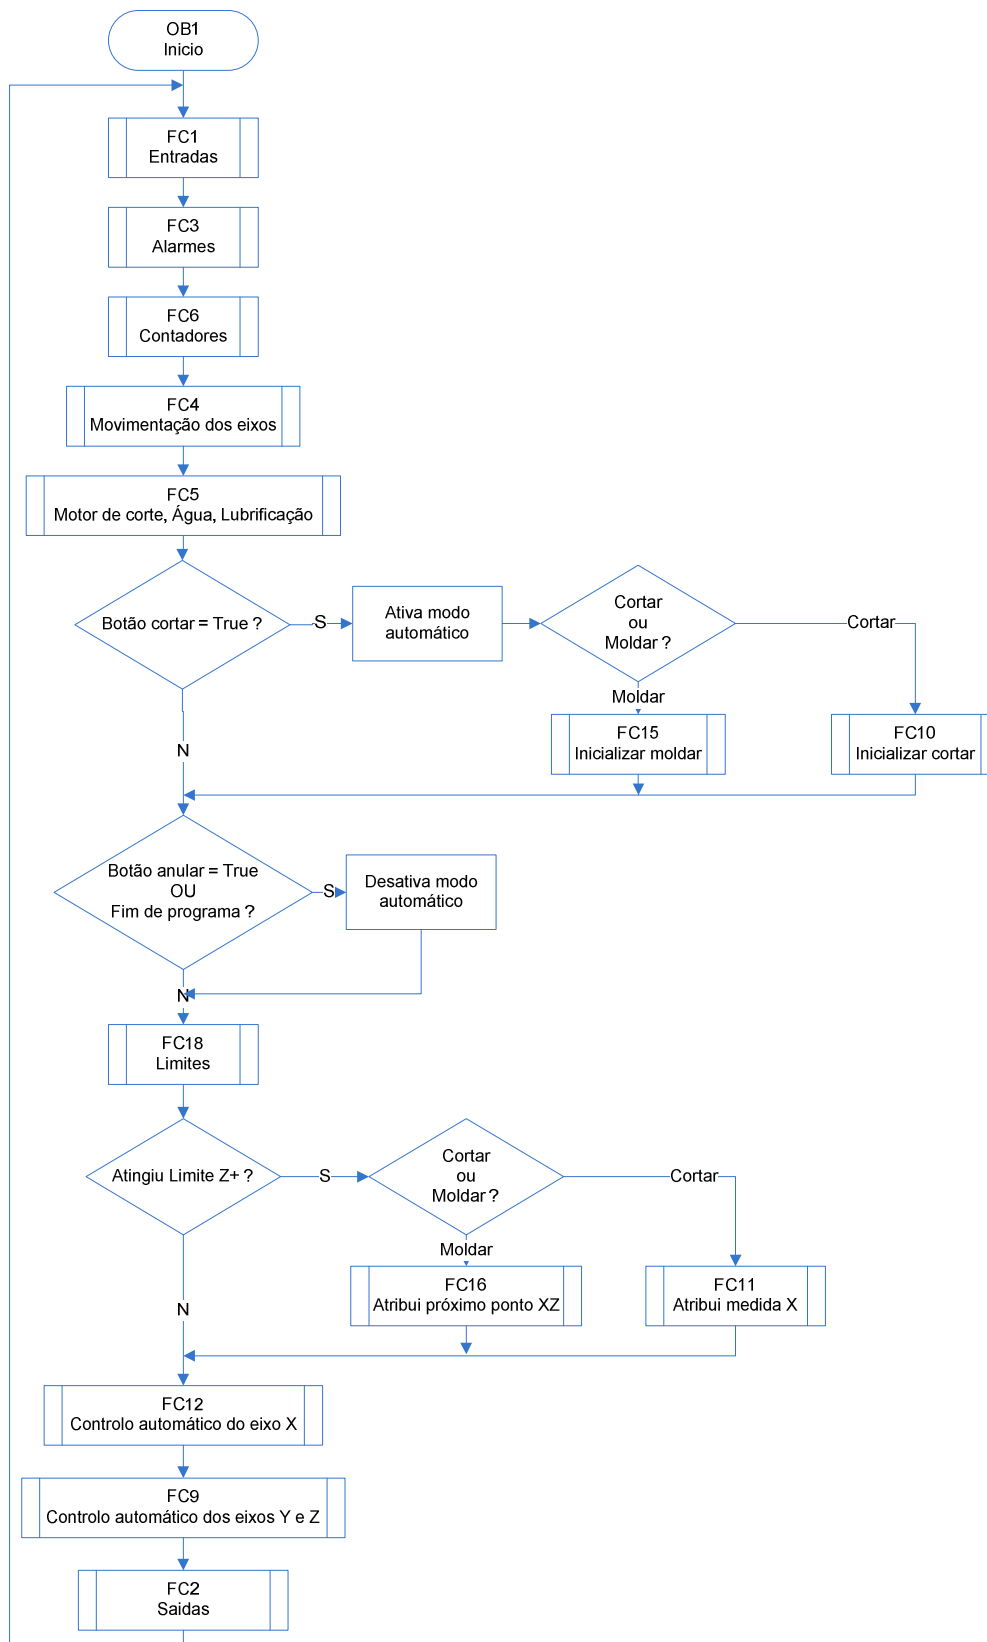 OB1
Inicio
FC1
Entradas
FC3
Alarmes
FC6
Contadores
FC4
Movimentação dos eixos
FC5
Motor de corte, Água, Lubrificação
Botão cortar = True ?
S
Ativa modo
automático
Cortar
ou
Moldar ?
Cortar
Moldar
FC15
Inicializar moldar
FC10
Inicializar cortar
N
Botão anular = True
OU
Fim de programa ?
S
Desativa modo
automático
N
FC18
Limites
Atingiu Limite Z+ ?
S
Cortar
ou
Moldar ?
Cortar
Moldar
FC16
Atribui próximo ponto XZ
FC11
Atribui medida X
N
FC12
Controlo automático do eixo X
FC9
Controlo automático dos eixos Y e Z
FC2
Saidas